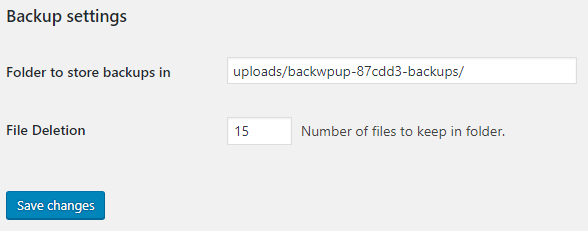 Backup settings
Folder to store backups in uploads/backwpup-87cdd3-backups/
File Deletion 15 Number of files to keep in folder.
Save changes